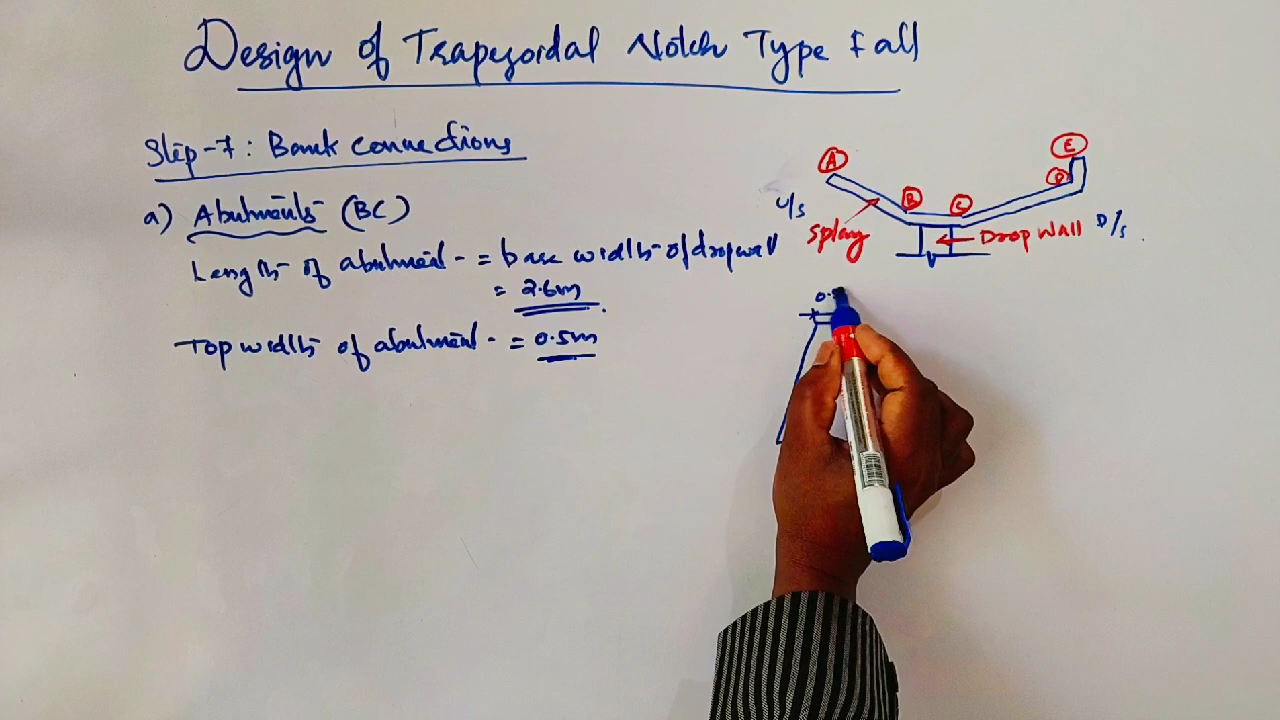 Design of Trapezoidal Notch Type Fall
Step-7: Bank connections
a) Abutments (BC)
Length of abutment = base width of dropwall
= 2.6m
Top width of abutment = 0.5m
A
B
C
D
E
U/S
Splay
Drop Wall
D/S